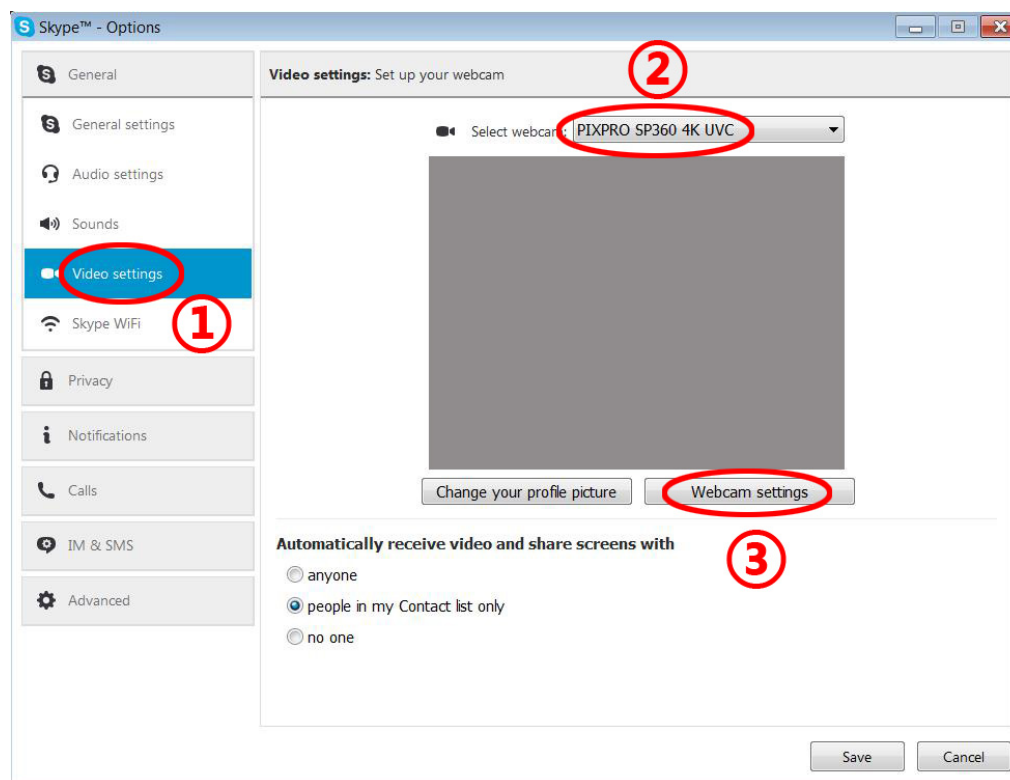 Skype™ - Options
General
General settings
Audio settings
Sounds
Video settings
1
Skype WiFi
Privacy
Notifications
Calls
IM & SMS
Advanced
Video settings: Set up your webcam
2
Select webcam: PIXPRO SP360 4K UVC
Change your profile picture
Webcam settings
3
Automatically receive video and share screens with
anyone
people in my Contact list only
no one
Save
Cancel